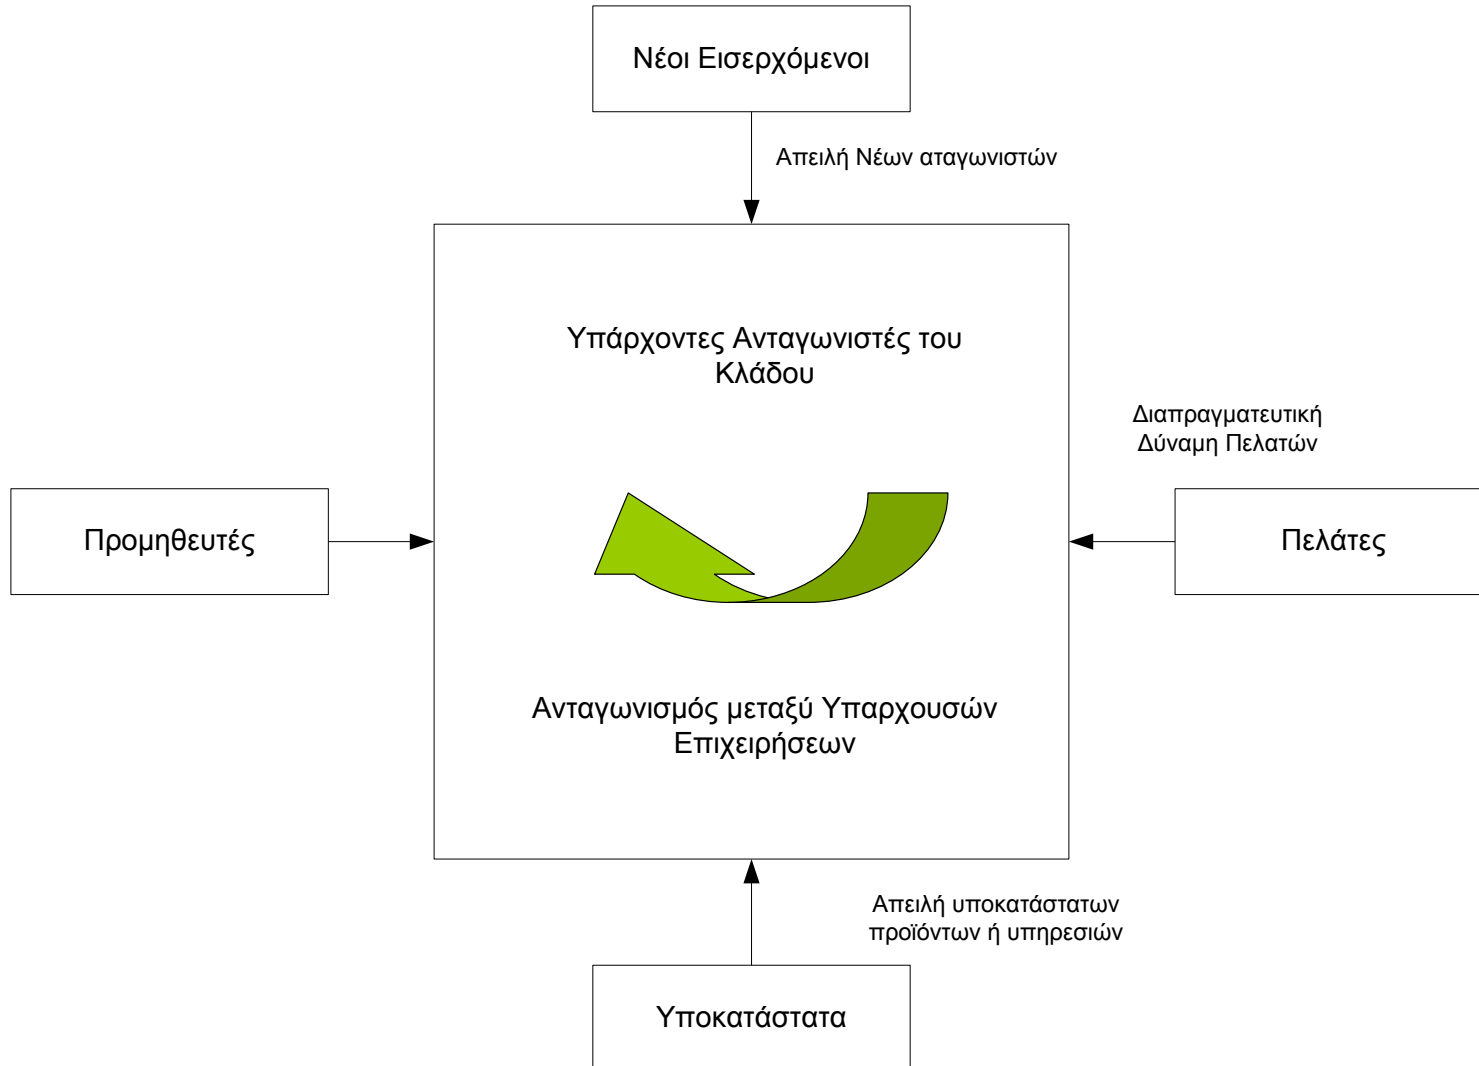 Νέοι Εισερχόμενοι
Απειλή Νέων αταγωνιστών
Υπάρχοντες Ανταγωνιστές του
Κλάδου
Διαπραγματευτική
Δύναμη Πελατών
Προμηθευτές
Πελάτες
Ανταγωνισμός μεταξύ Υπαρχουσών
Επιχειρήσεων
Απειλή υποκατάστατων
προϊόντων ή υπηρεσιών
Υποκατάστατα